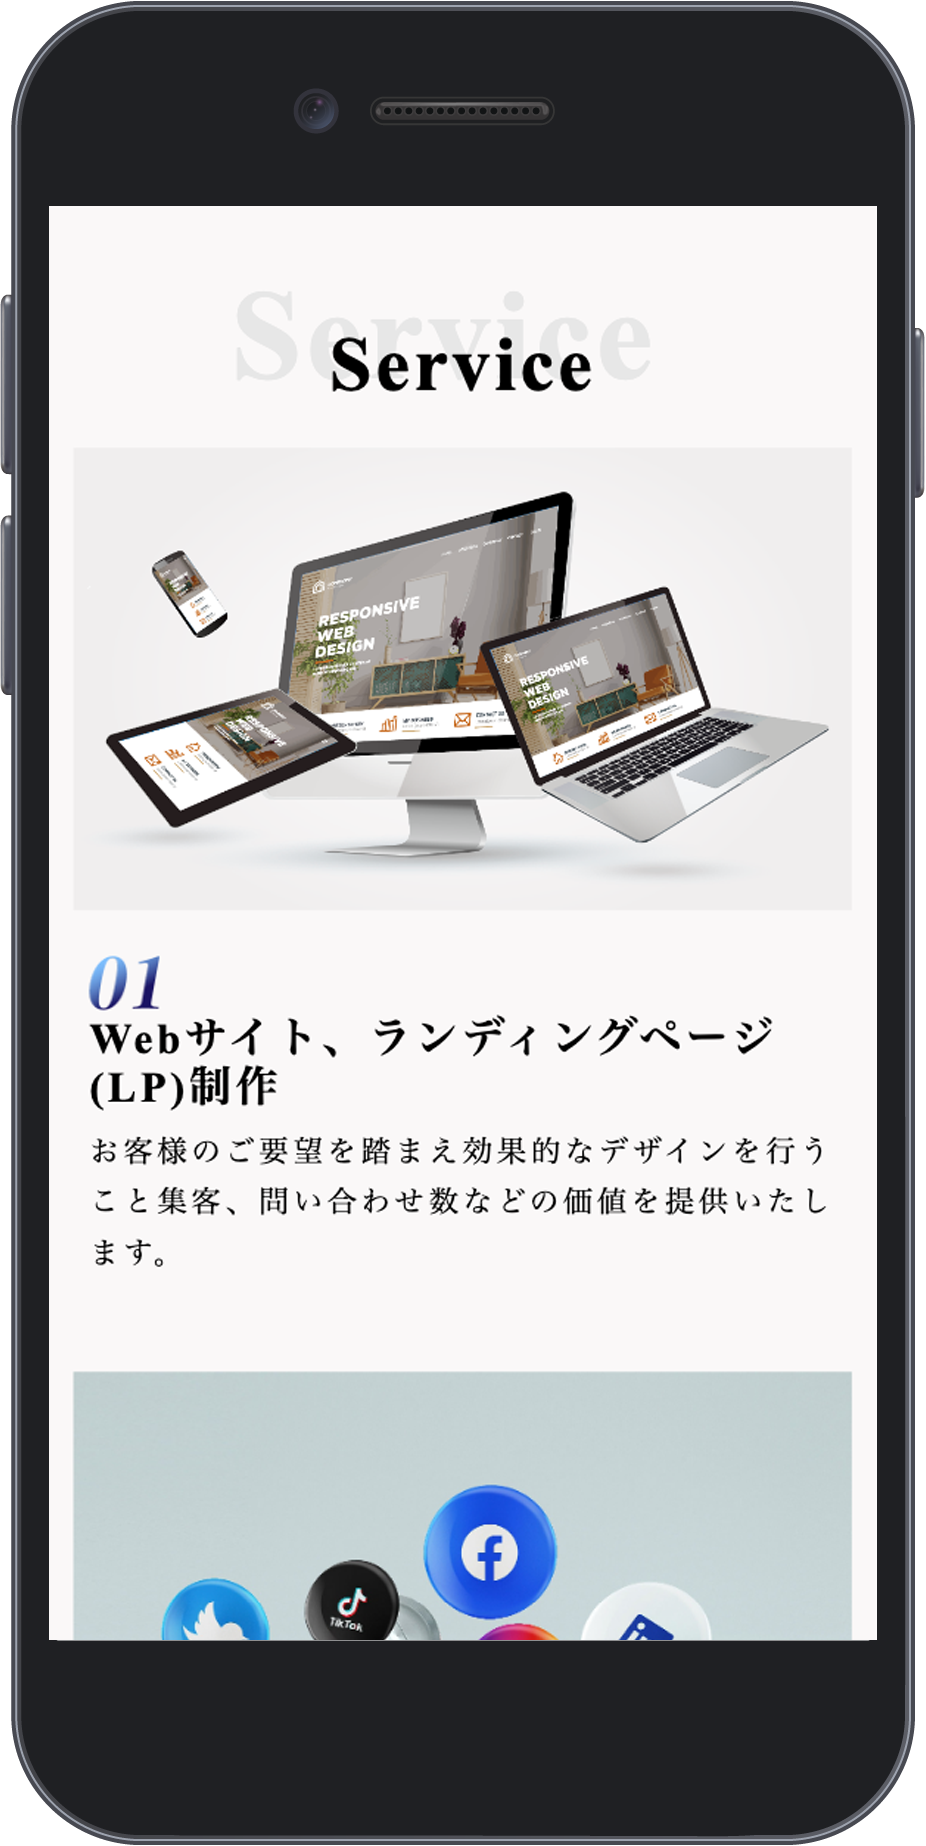 Service
Service
RESPONSIVE
WEB
DESIGN
RESPONSIVE
WEB
DESIGN
RESPONSIVE
WEB
DESIGN
01
Webサイト、ランディングページ
(LP)制作
お客様のご要望を踏まえ効果的なデザインを行う
こと集客、問い合わせ数などの価値を提供いたし
ます。
TikTok